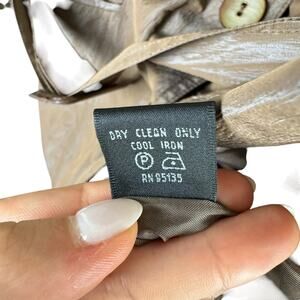 DRY CLEAN ONLY
COOL IRON
P
RN 95135